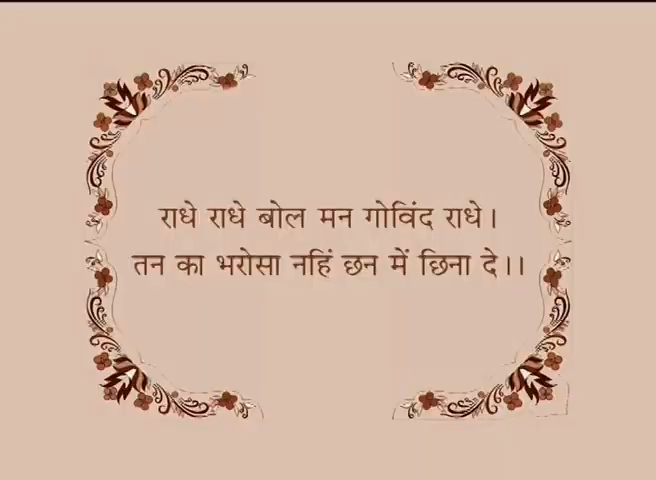 राधे राधे बोल मन गोविंद राधे।
तन का भरोसा नहिं छन में छिना दे।।